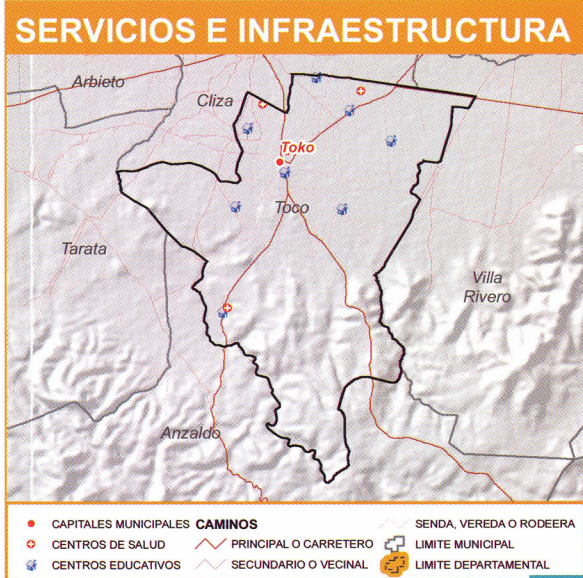 SERVICIOS E INFRAESTRUCTURA
Arbieto
Cliza
Toko
Toco
Tarata
Villa
Rivero
Anzaldo
CAPITALES MUNICIPALES
CENTROS DE SALUD
CENTROS EDUCATIVOS
CAMINOS
PRINCIPAL O CARRETERO
SECUNDARIO O VECINAL
SENDA, VEREDA O RODEERA
LIMITE MUNICIPAL
LIMITE DEPARTAMENTAL